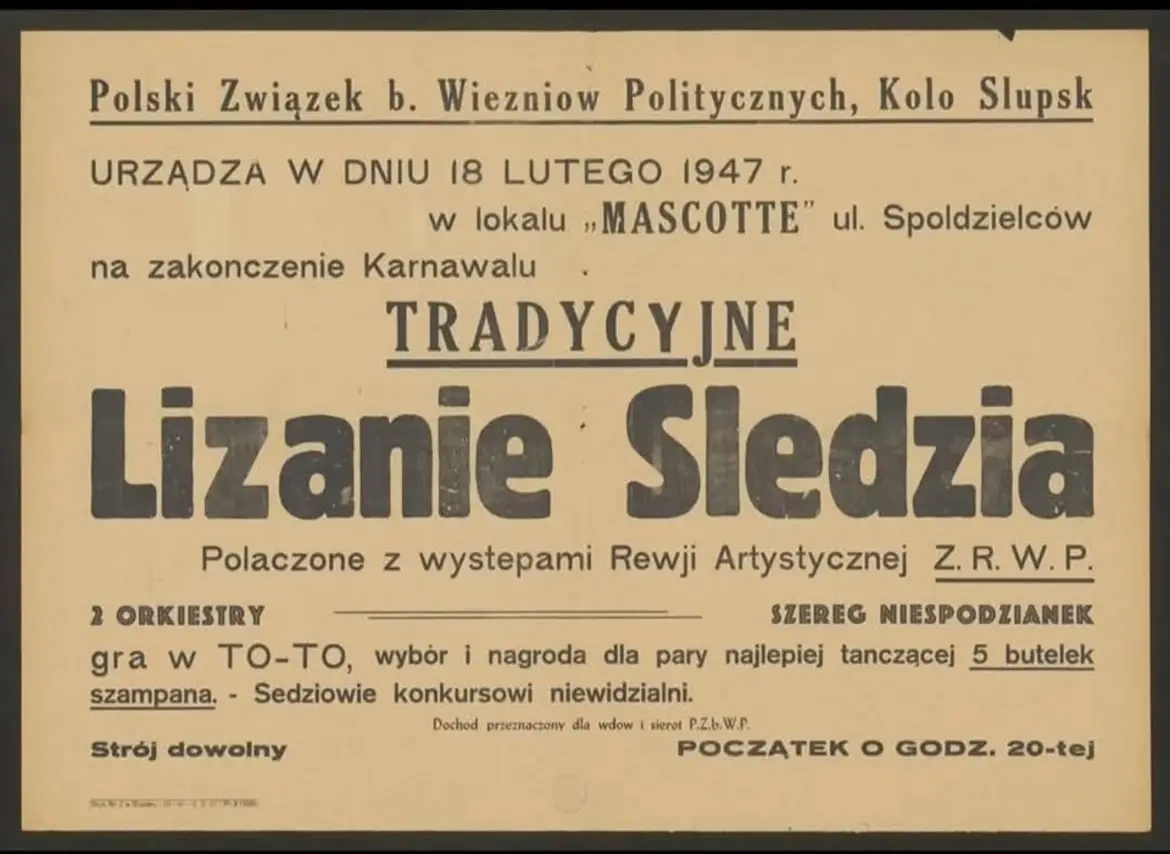 Polski Związek b. Wiezniow Politycznych, Kolo Slupsk
URZĄDZA W DNIU 18 LUTEGO 1947 r.
w lokalu „MASCOTTE" ul. Spoldzielców
na zakonczenie Karnawalu
TRADYCYJNE
Lizanie Sledzia
Polaczone z wystepami Rewji Artystycznej Z. R. W. P.
2 ORKIESTRY SZEREG NIESPODZIANEK
gra w TO-TO, wybór i nagroda dla pary najlepiej tanczącej 5 butelek
szampana. - Sedziowie konkursowi niewidzialni.
Dochod przeznaczony dla wdow i sierot P.Z.b.W.P.
Strój dowolny POCZĄTEK O GODZ. 20-tej